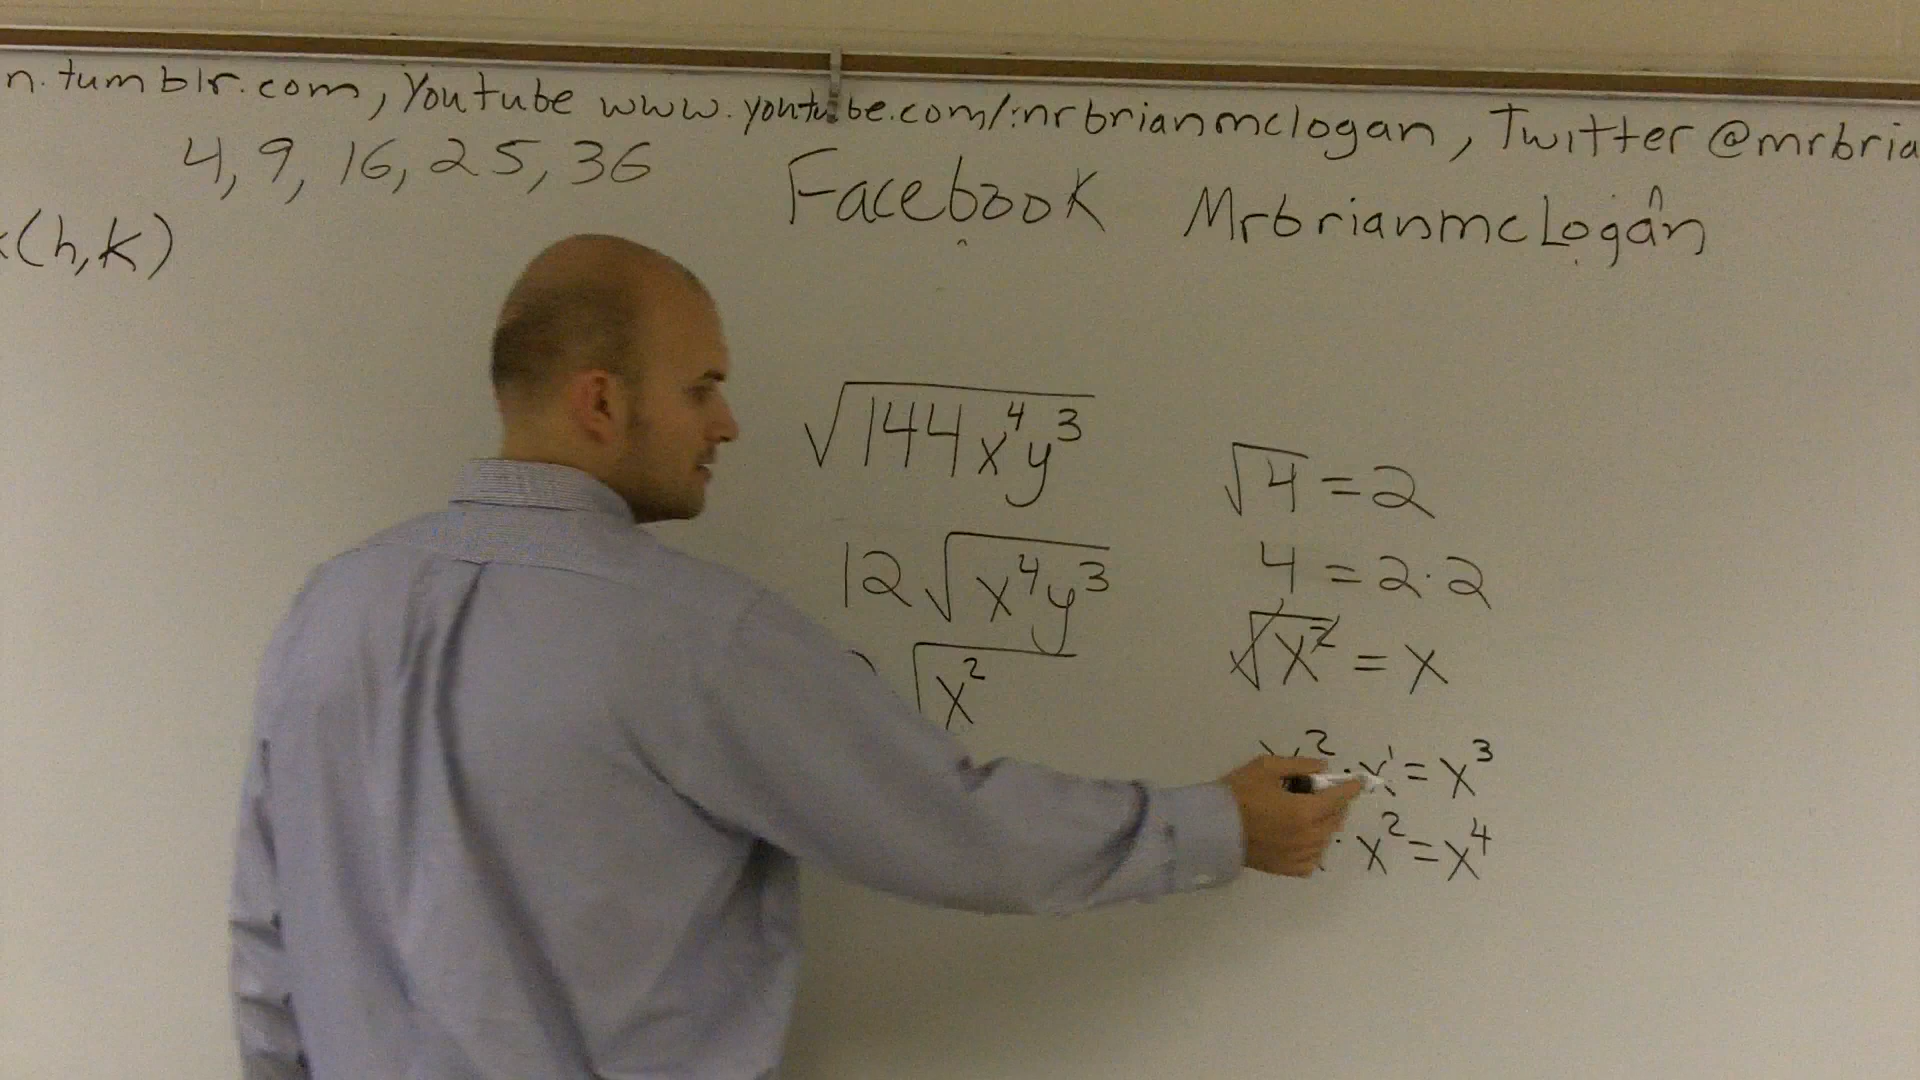 n.tumblr.com, Youtube www.youtube.com/mrbrianmclogan, Twitter @mrbria
4, 9, 16, 25, 36
Facebook MrbrianmcLogan
(h,k)
√144x⁴y³
√4 = 2
12√x⁴y³
4 = 2·2
√x² = x
√x²
x²·x¹ = x³
· x² = x⁴